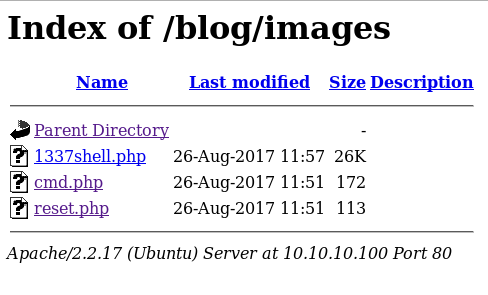 Index of /blog/images
Name Last modified Size Description
Parent Directory -
1337shell.php 26-Aug-2017 11:57 26K
cmd.php 26-Aug-2017 11:51 172
reset.php 26-Aug-2017 11:51 113
Apache/2.2.17 (Ubuntu) Server at 10.10.10.100 Port 80